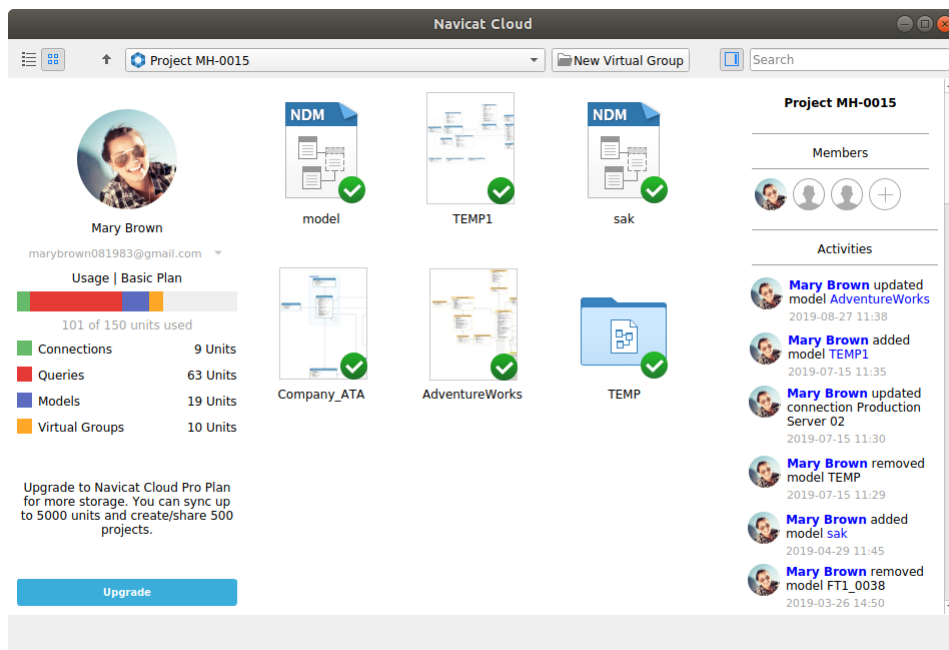 Navicat Cloud
Project MH-0015
New Virtual Group
Search
Mary Brown
marybrown081983@gmail.com
Usage | Basic Plan
101 of 150 units used
Connections 9 Units
Queries 63 Units
Models 19 Units
Virtual Groups 10 Units
Upgrade to Navicat Cloud Pro Plan
for more storage. You can sync up
to 5000 units and create/share 500
projects.
Upgrade
NDM
model
TEMP1
NDM
sak
Company_ATA
AdventureWorks
TEMP
Project MH-0015
Members
Activities
Mary Brown updated
model AdventureWorks
2019-08-27 11:38
Mary Brown added
model TEMP1
2019-07-15 11:35
Mary Brown updated
connection Production
Server 02
2019-07-15 11:30
Mary Brown removed
model TEMP
2019-07-15 11:29
Mary Brown added
model sak
2019-04-29 11:45
Mary Brown removed
model FT1_0038
2019-03-26 14:50